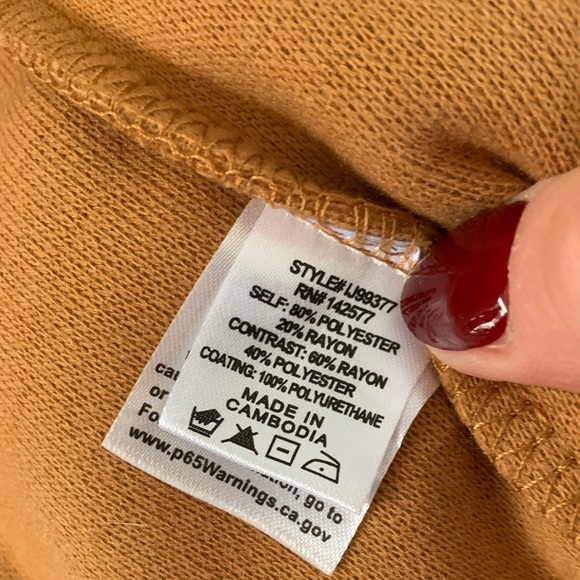 STYLE# IJ99377
RN# 142577
SELF: 80% POLYESTER
20% RAYON
CONTRAST: 60% RAYON
40% POLYESTER
COATING: 100% POLYURETHANE
MADE IN
CAMBODIA
or
Fo
go to
www.p65Warnings.ca.gov